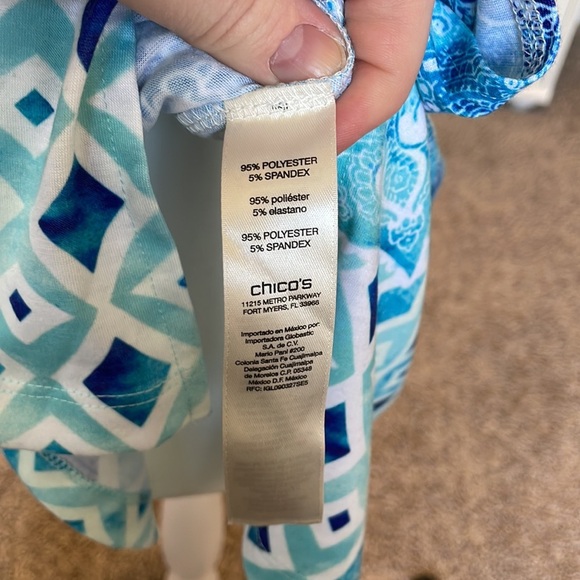 95% POLYESTER
5% SPANDEX
95% poliéster
5% elastano
95% POLYESTER
5% SPANDEX
chico's
11215 METRO PARKWAY
FORT MYERS, FL 33966
Importado en México por:
Importadora Globastic
S.A. de C.V.
Mario Pani #200
Colonia Santa Fe Cuajimalpa
Delegación Cuajimalpa
de Morelos C.P. 05348
México D.F. México
RFC: IGL090327SE5